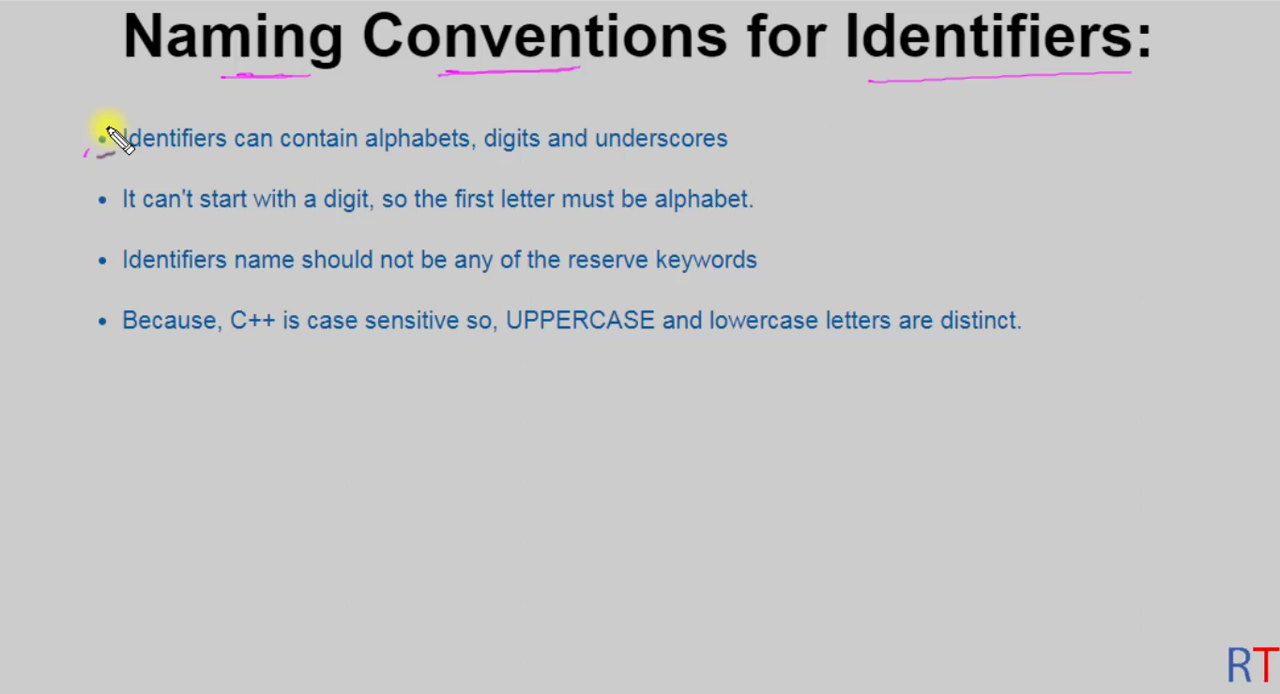 Naming Conventions for Identifiers:
• Identifiers can contain alphabets, digits and underscores
• It can't start with a digit, so the first letter must be alphabet.
• Identifiers name should not be any of the reserve keywords
• Because, C++ is case sensitive so, UPPERCASE and lowercase letters are distinct.
RT